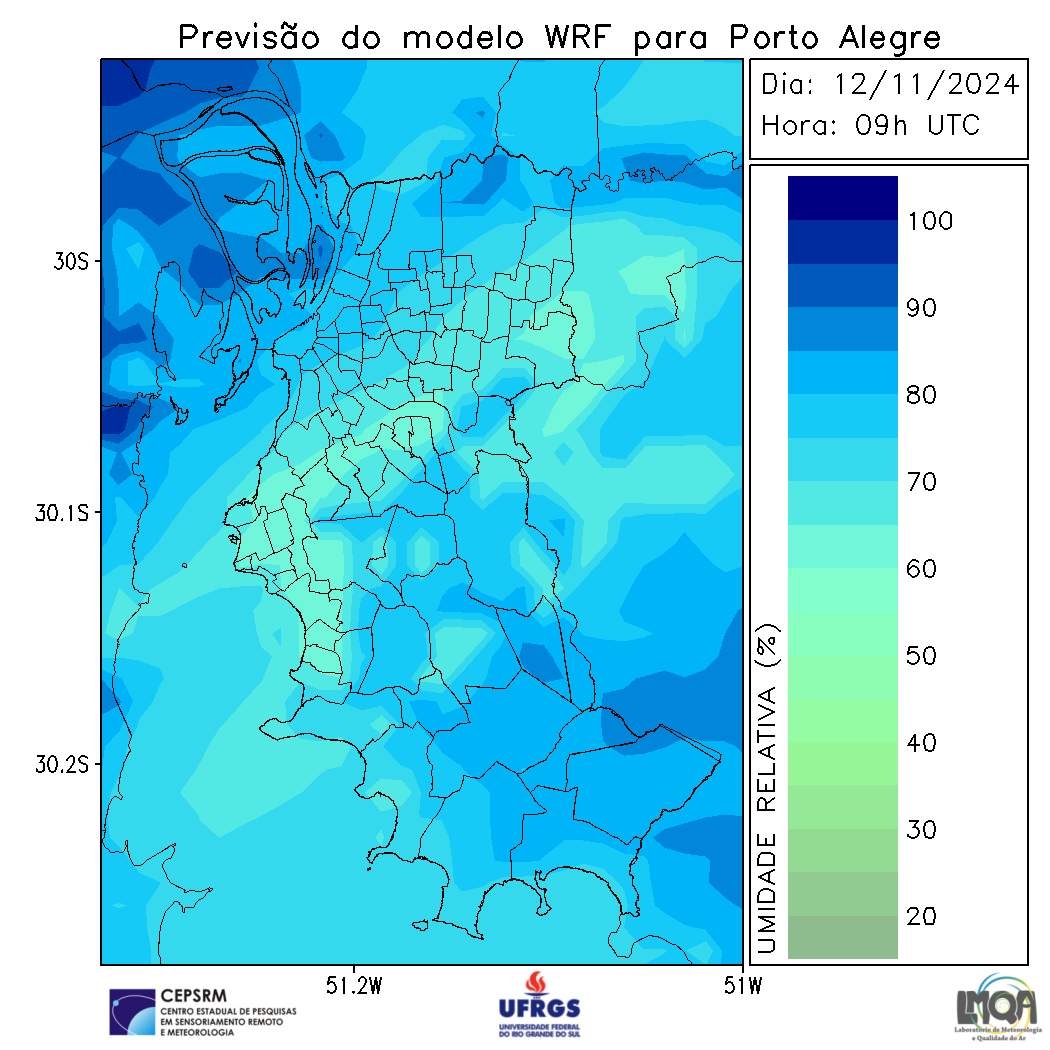 Previsão do modelo WRF para Porto Alegre
Dia: 12/11/2024
Hora: 09h UTC
30S
30.1S
30.2S
51.2W
51W
100
90
80
70
60
50
40
30
20
UMIDADE RELATIVA (%)
CEPSRM
CENTRO ESTADUAL DE PESQUISAS
EM SENSORIAMENTO REMOTO
E METEOROLOGIA
UFRGS
UNIVERSIDADE FEDERAL
DO RIO GRANDE DO SUL
LMQA
Laboratório de Meteorologia
e Qualidade do Ar